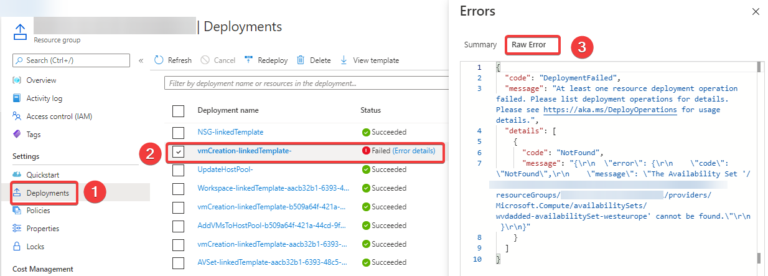 | Deployments
Resource group
Search (Ctrl+/)
«
Overview
Activity log
Access control (IAM)
Tags
Settings
Quickstart
Deployments
1
Policies
Properties
Locks
Cost Management
Refresh
Cancel
Redeploy
Delete
View template
Filter by deployment name or resources in the deployment...
Deployment name Status
NSG-linkedTemplate Succeeded
2
vmCreation-linkedTemplate- Failed (Error details)
UpdateHostPool- Succeeded
Workspace-linkedTemplate-aacb32b1-6393-4... Succeeded
vmCreation-linkedTemplate-b509a64f-421a-... Succeeded
AddVMsToHostPool-b509a64f-421a-44cd-9f... Succeeded
vmCreation-linkedTemplate-aacb32b1-6393-... Succeeded
AVSet-linkedTemplate-aacb32b1-6393-48c5-... Succeeded
Errors
Summary
Raw Error
3
1 {
2 "code": "DeploymentFailed",
3 "message": "At least one resource deployment operation
failed. Please list deployment operations for details.
Please see https://aka.ms/DeployOperations for usage
details.",
4 "details": [
5 {
6 "code": "NotFound",
7 "message": "{\r\n \"error\": {\r\n \"code\":
\"NotFound\",\r\n \"message\": \"The Availability Set '/
resourceGroups/ /providers/
Microsoft.Compute/availabilitySets/
wvdadded-availabilitySet-westeurope' cannot be found.\"\r\n
}\r\n}"
8 }
9 ]
10 }